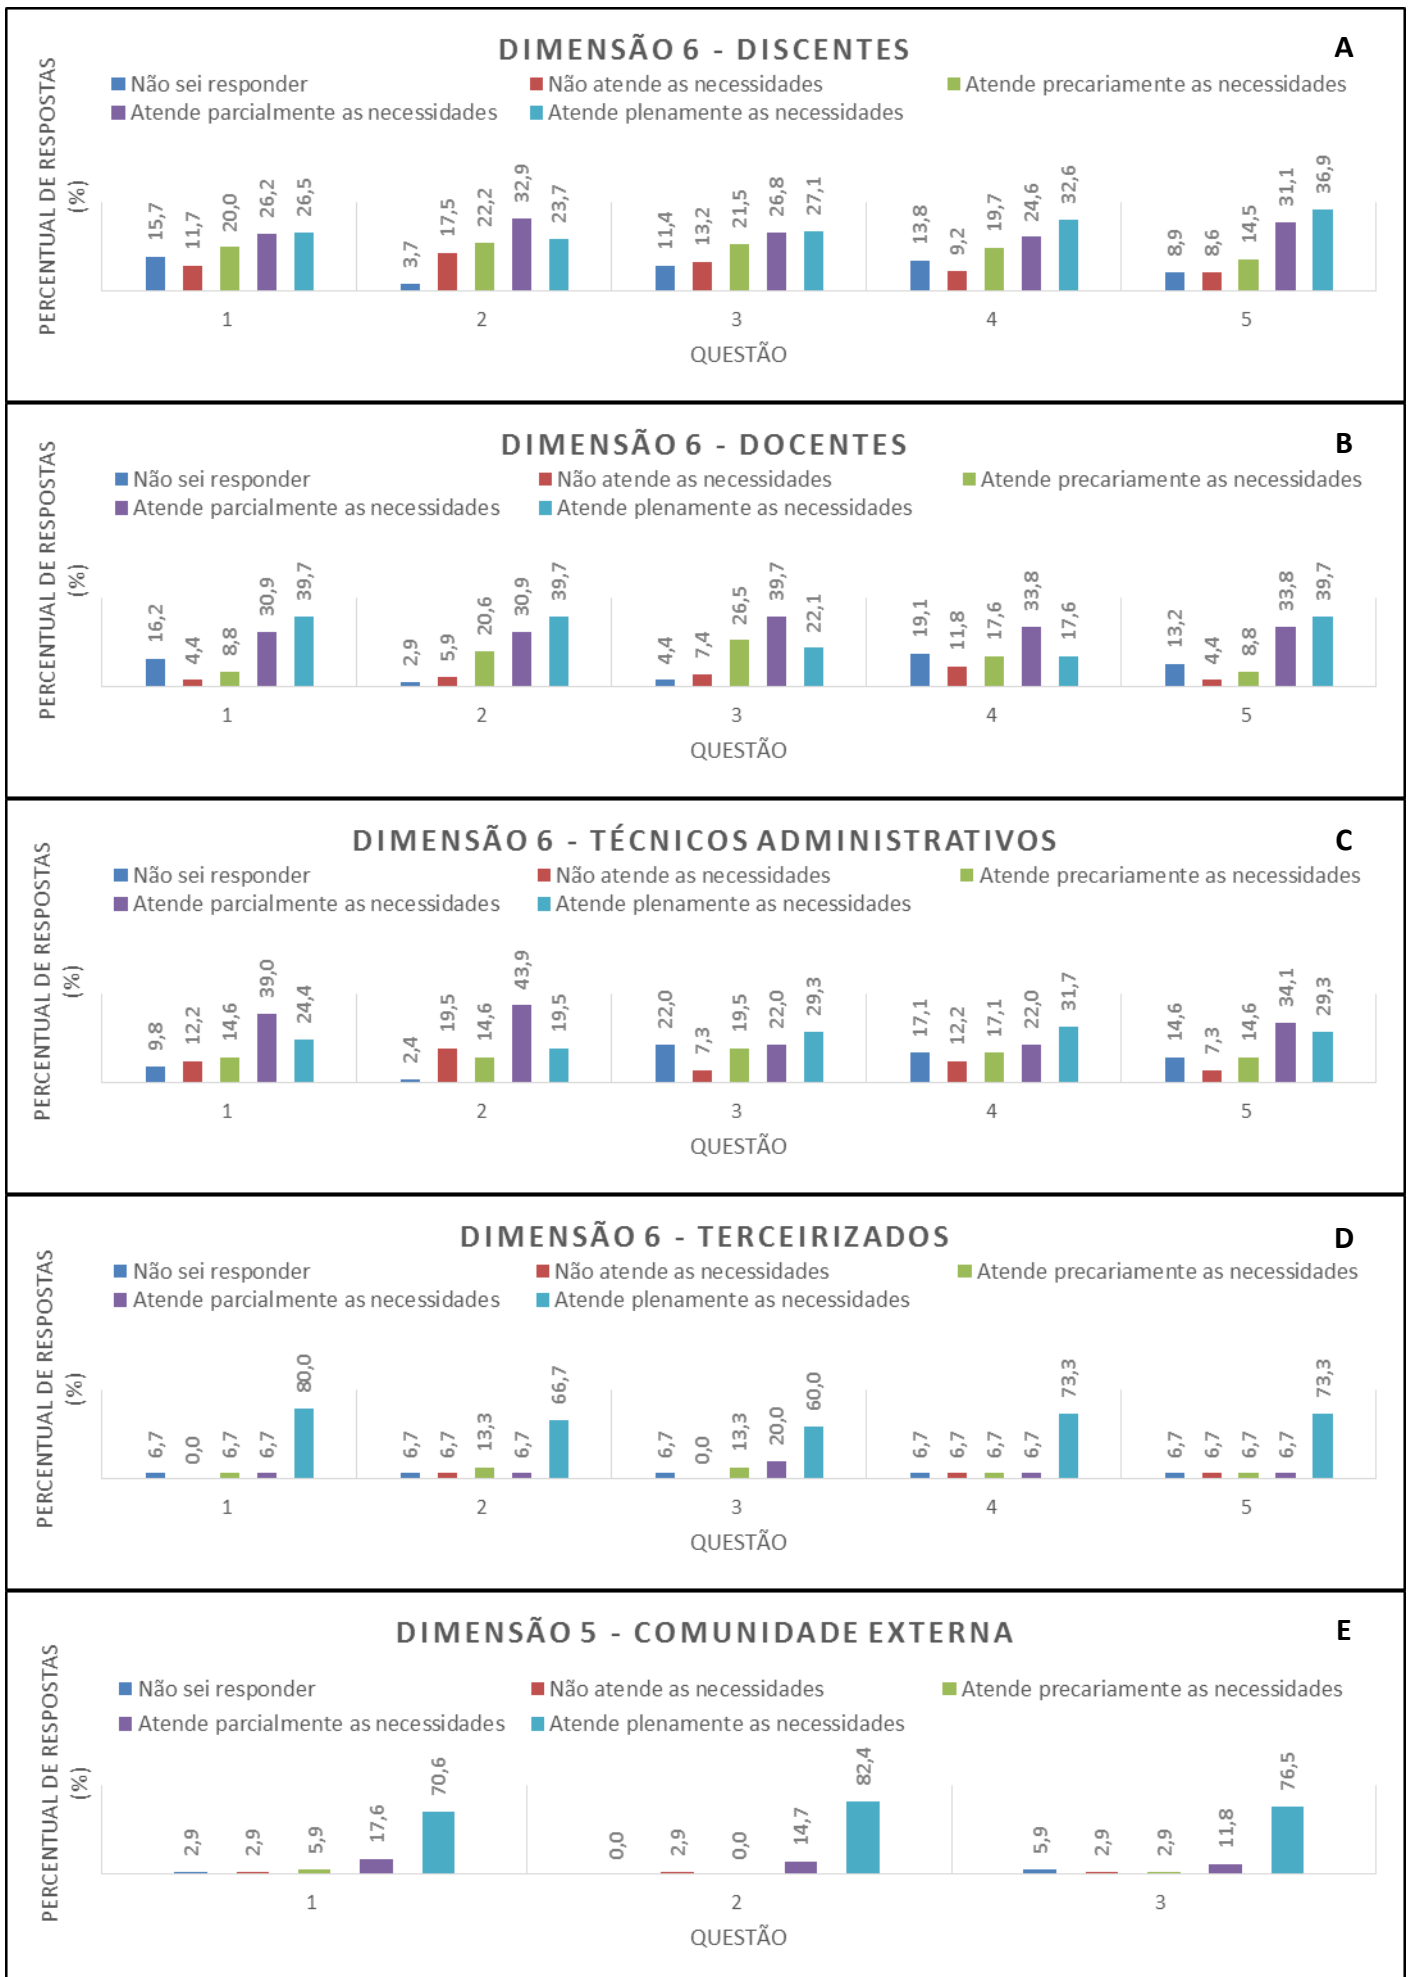 DIMENSÃO 6 - DISCENTES
A
Não sei responder
Não atende as necessidades
Atende precariamente as necessidades
Atende parcialmente as necessidades
Atende plenamente as necessidades
PERCENTUAL DE RESPOSTAS
(%)
15,7 11,7 20,0 26,2 26,5
3,7 17,5 22,2 32,9 23,7
11,4 13,2 21,5 26,8 27,1
13,8 9,2 19,7 24,6 32,6
8,9 8,6 14,5 31,1 36,9
1 2 3 4 5
QUESTÃO
DIMENSÃO 6 - DOCENTES
B
Não sei responder
Não atende as necessidades
Atende precariamente as necessidades
Atende parcialmente as necessidades
Atende plenamente as necessidades
PERCENTUAL DE RESPOSTAS
(%)
16,2 4,4 8,8 30,9 39,7
2,9 5,9 20,6 30,9 39,7
4,4 7,4 26,5 39,7 22,1
19,1 11,8 17,6 33,8 17,6
13,2 4,4 8,8 33,8 39,7
1 2 3 4 5
QUESTÃO
DIMENSÃO 6 - TÉCNICOS ADMINISTRATIVOS
C
Não sei responder
Não atende as necessidades
Atende precariamente as necessidades
Atende parcialmente as necessidades
Atende plenamente as necessidades
PERCENTUAL DE RESPOSTAS
(%)
9,8 12,2 14,6 39,0 24,4
2,4 19,5 14,6 43,9 19,5
22,0 7,3 19,5 22,0 29,3
17,1 12,2 17,1 22,0 31,7
14,6 7,3 14,6 34,1 29,3
1 2 3 4 5
QUESTÃO
DIMENSÃO 6 - TERCEIRIZADOS
D
Não sei responder
Não atende as necessidades
Atende precariamente as necessidades
Atende parcialmente as necessidades
Atende plenamente as necessidades
PERCENTUAL DE RESPOSTAS
(%)
6,7 0,0 6,7 6,7 80,0
6,7 6,7 13,3 6,7 66,7
6,7 0,0 13,3 20,0 60,0
6,7 6,7 6,7 6,7 73,3
6,7 6,7 6,7 6,7 73,3
1 2 3 4 5
QUESTÃO
DIMENSÃO 5 - COMUNIDADE EXTERNA
E
Não sei responder
Não atende as necessidades
Atende precariamente as necessidades
Atende parcialmente as necessidades
Atende plenamente as necessidades
PERCENTUAL DE RESPOSTAS
(%)
2,9 2,9 5,9 17,6 70,6
0,0 2,9 0,0 14,7 82,4
5,9 2,9 2,9 11,8 76,5
1 2 3
QUESTÃO